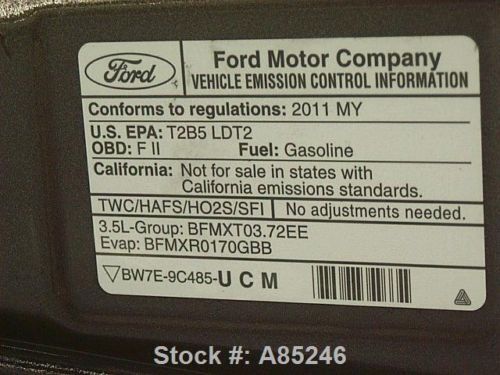 Ford
Ford Motor Company
VEHICLE EMISSION CONTROL INFORMATION
Conforms to regulations: 2011 MY
U.S. EPA: T2B5 LDT2
OBD: F II Fuel: Gasoline
California: Not for sale in states with
California emissions standards.
TWC/HAFS/HO2S/SFI No adjustments needed.
3.5L-Group: BFMXT03.72EE
Evap: BFMXR0170GBB
BW7E-9C485-U C M
Stock #: A85246